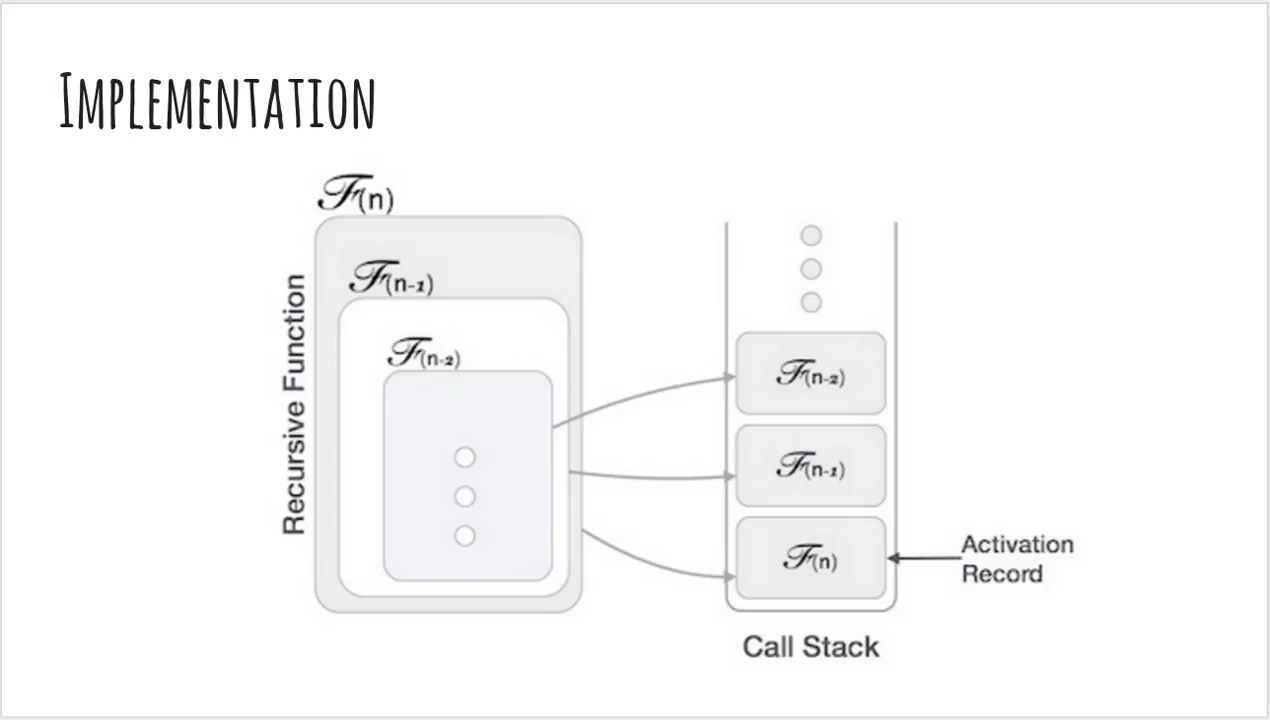 IMPLEMENTATION
ℱ(n)
ℱ(n-1)
ℱ(n-2)
Recursive Function
ℱ(n-2)
ℱ(n-1)
ℱ(n)
Activation
Record
Call Stack